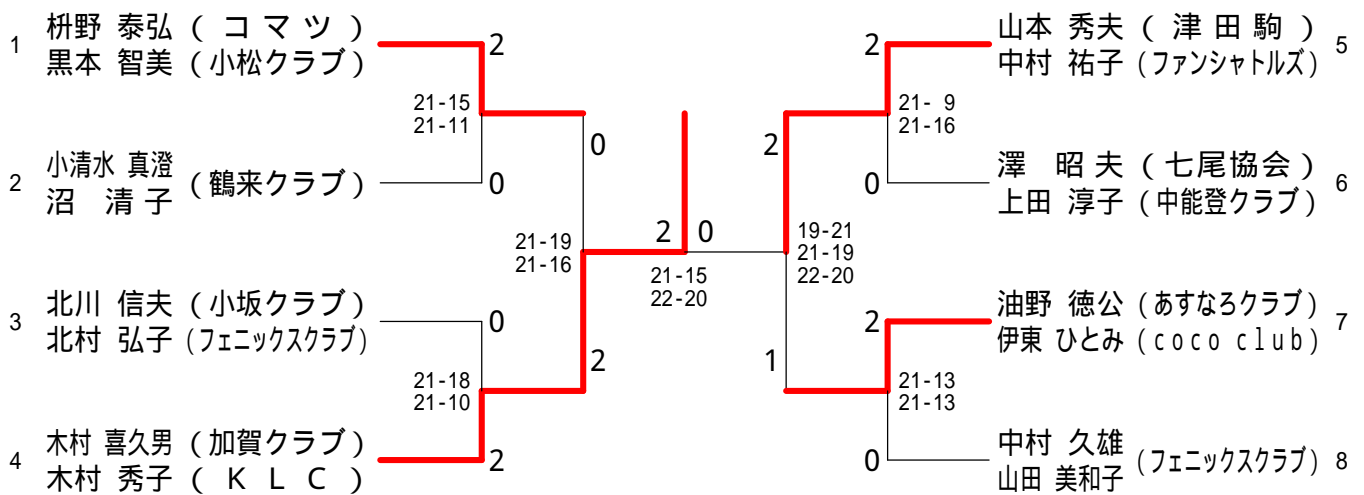 1
枡野 泰弘 ( コ マ ツ )
黒本 智美 (小松クラブ)
2
21-15
21-11
0
2
小清水 真澄
沼 清 子
(鶴来クラブ)
0
21-19
21-16
3
北川 信夫 (小坂クラブ)
北村 弘子 (フェニックスクラブ)
0
21-18
21-10
2
4
木村 喜久男 (加賀クラブ)
木村 秀子 ( K L C )
2
2 0
21-15
22-20
山本 秀夫 ( 津 田 駒 )
中村 祐子 (ファンシャトルズ)
5
2
21- 9
21-16
2
澤 昭 夫 ( 七尾協会 )
上田 淳子 (中能登クラブ)
6
0
19-21
21-19
22-20
油野 徳公 (あすなろクラブ)
伊東 ひとみ (coco club)
7
2
21-13
21-13
1
中村 久雄
山田 美和子
(フェニックスクラブ)
8
0